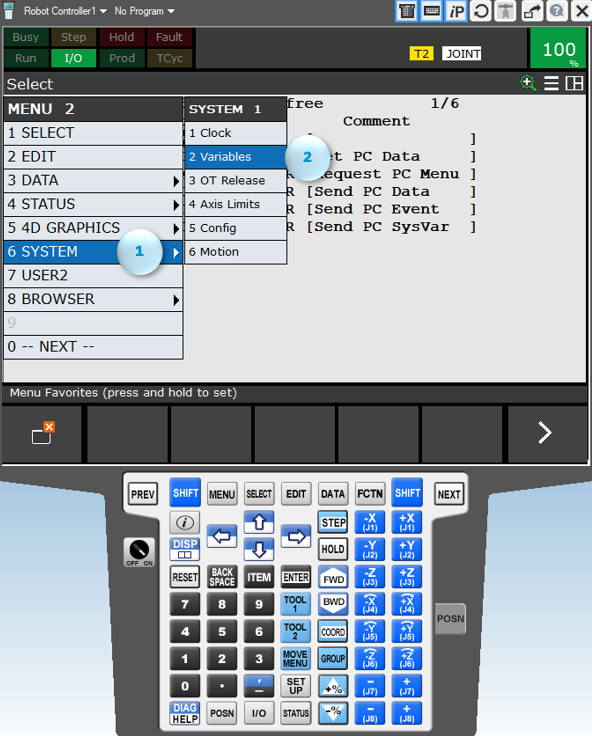 Robot Controller1 No Program
iP
Busy Step Hold Fault
Run I/O Prod TCyc
T2 JOINT
100
%
Select
MENU 2
1 SELECT
2 EDIT
3 DATA
4 STATUS
5 4D GRAPHICS
6 SYSTEM
7 USER2
8 BROWSER
9
0 -- NEXT --
1
SYSTEM 1
1 Clock
2 Variables
3 OT Release
4 Axis Limits
5 Config
6 Motion
2
free 1/6
Comment
[ ]
et PC Data ]
R [Request PC Menu ]
R [Send PC Data ]
R [Send PC Event ]
R [Send PC SysVar ]
Menu Favorites (press and hold to set)
PREV SHIFT MENU SELECT EDIT DATA FCTN SHIFT NEXT
i STEP -X (J1) +X (J1)
DISP HOLD -Y (J2) +Y (J2)
OFF ON
RESET BACK SPACE ITEM ENTER FWD -Z (J3) +Z (J3)
7 8 9 TOOL 1 BWD -X (J4) +X (J4)
4 5 6 TOOL 2 COORD -Y (J5) +Y (J5)
POSN
1 2 3 MOVE MENU GROUP -Z (J6) +Z (J6)
0 . , – SET UP +% – (J7) + (J7)
DIAG HELP POSN I/O STATUS -% – (J8) + (J8)